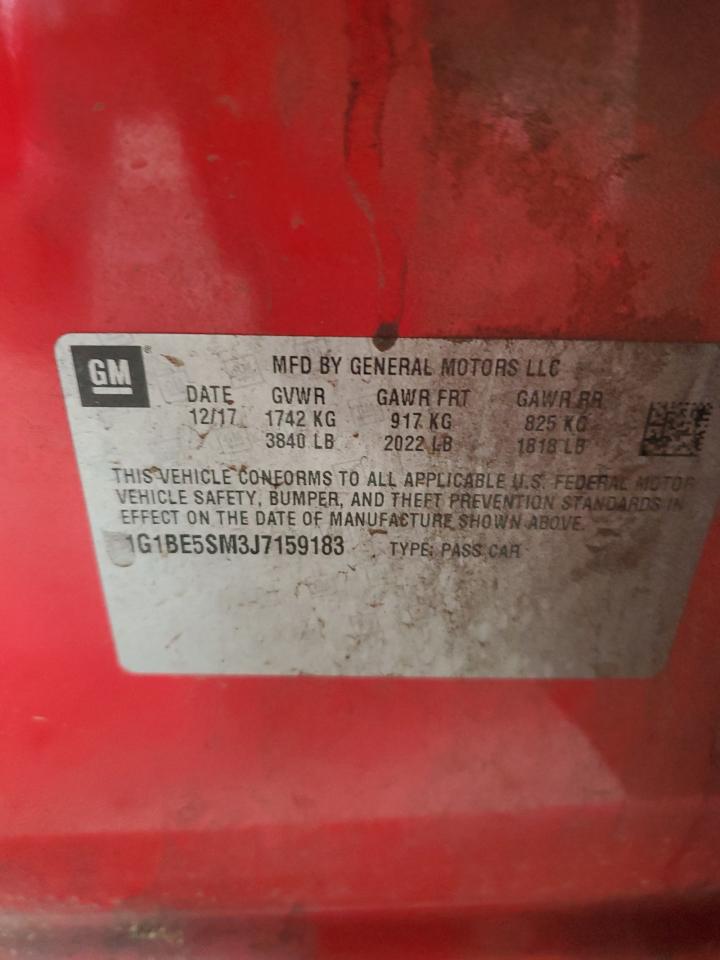 GM
MFD BY GENERAL MOTORS LLC
DATE GVWR GAWR FRT GAWR RR
12/17 1742 KG 917 KG 825 KG
3840 LB 2022 LB 1818 LB
THIS VEHICLE CONFORMS TO ALL APPLICABLE U.S. FEDERAL MOTOR
VEHICLE SAFETY, BUMPER, AND THEFT PREVENTION STANDARDS IN
EFFECT ON THE DATE OF MANUFACTURE SHOWN ABOVE.
1G1BE5SM3J7159183 TYPE: PASS CAR